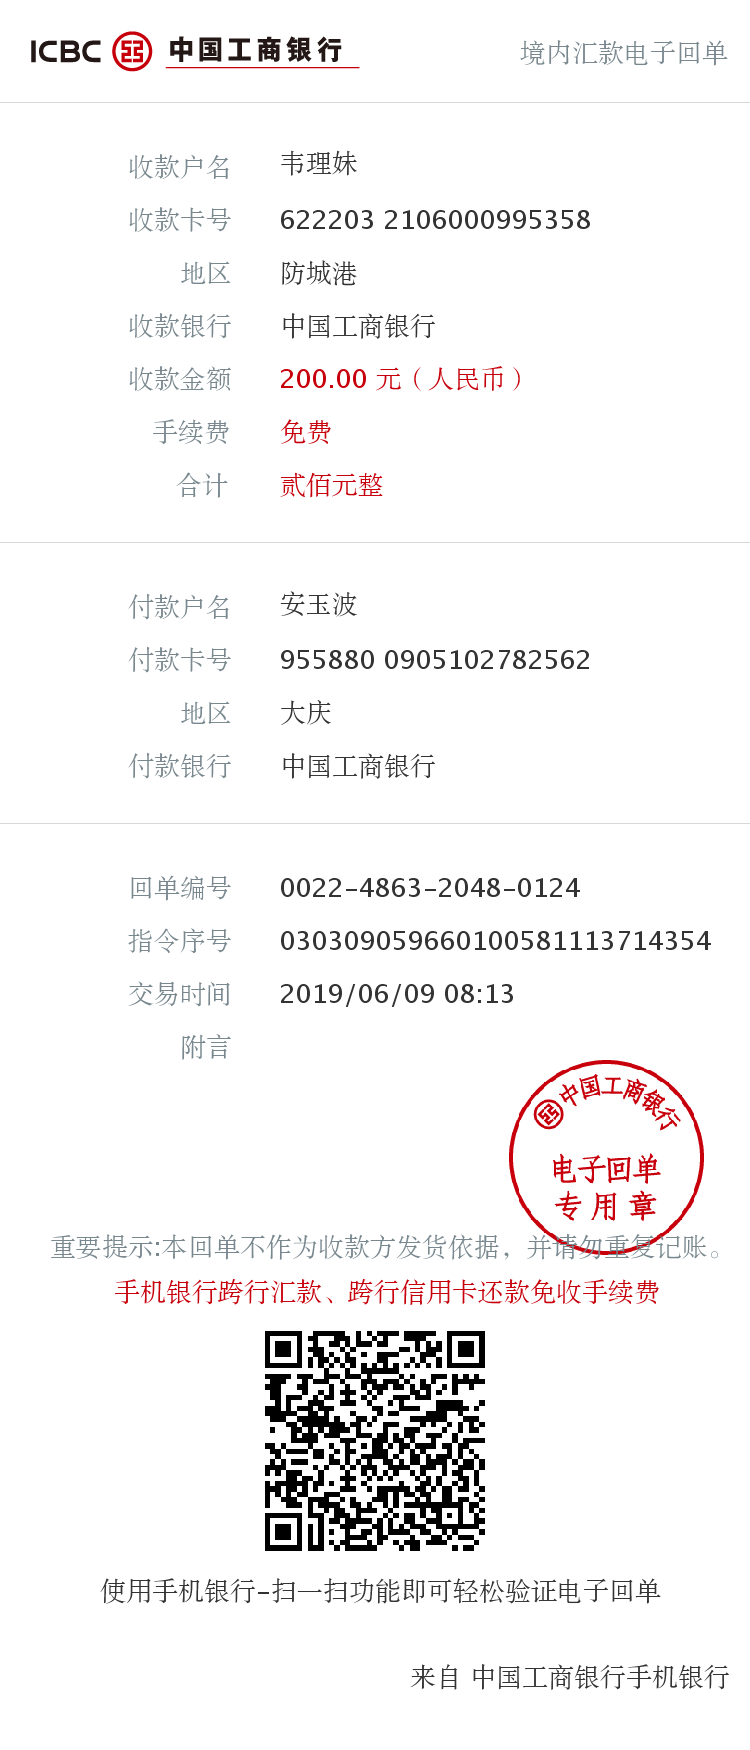 ICBC 中国工商银行 境内汇款电子回单
收款户名 韦理妹
收款卡号 622203 2106000995358
地区 防城港
收款银行 中国工商银行
收款金额 200.00 元（人民币）
手续费 免费
合计 贰佰元整
付款户名 安玉波
付款卡号 955880 0905102782562
地区 大庆
付款银行 中国工商银行
回单编号 0022-4863-2048-0124
指令序号 030309059660100581113714354
交易时间 2019/06/09 08:13
附言
中国工商银行
电子回单
专用章
重要提示:本回单不作为收款方发货依据，并请勿重复记账。
手机银行跨行汇款、跨行信用卡还款免收手续费
使用手机银行-扫一扫功能即可轻松验证电子回单
来自 中国工商银行手机银行